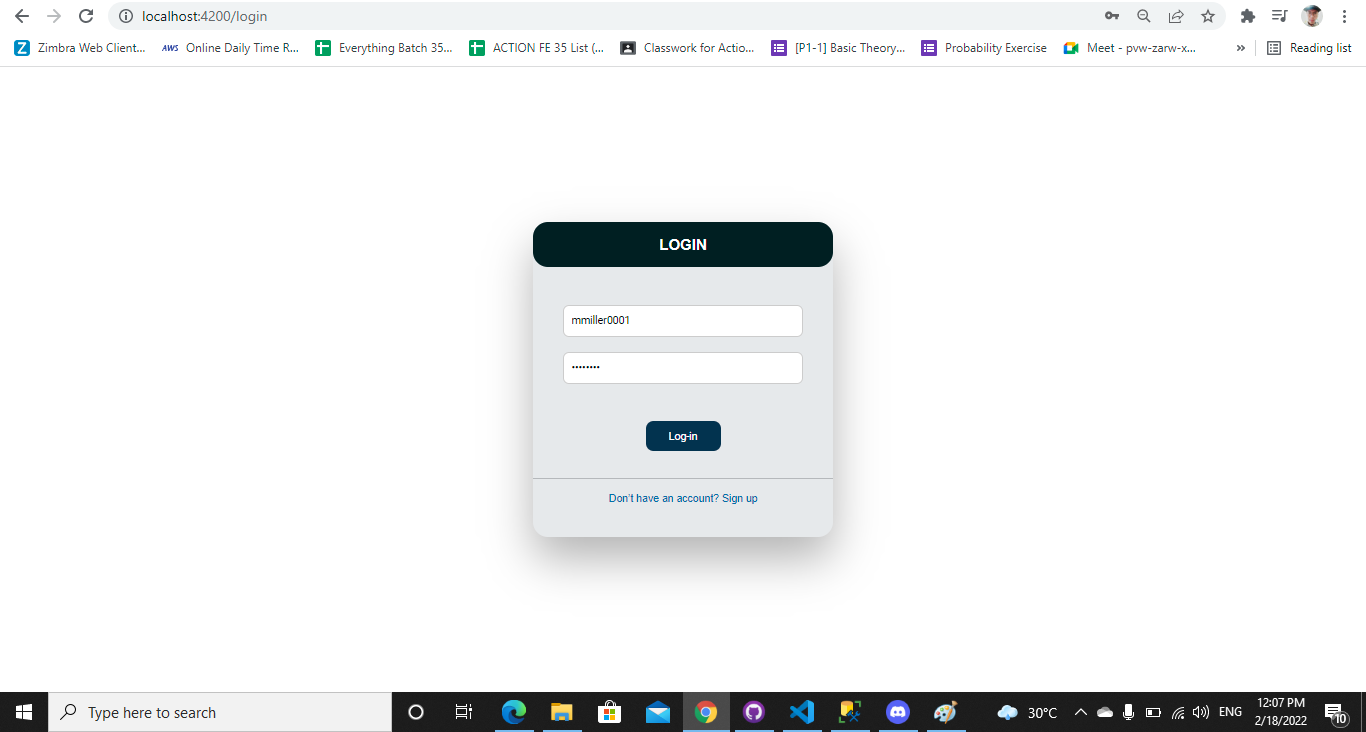 localhost:4200/login
Zimbra Web Client... aws Online Daily Time R... Everything Batch 35... ACTION FE 35 List (... Classwork for Actio... [P1-1] Basic Theory... Probability Exercise Meet - pvw-zarw-x... » Reading list
LOGIN
mmiller0001
••••••••
Log-in
Don't have an account? Sign up
Type here to search
30°C
ENG
12:07 PM
2/18/2022
10